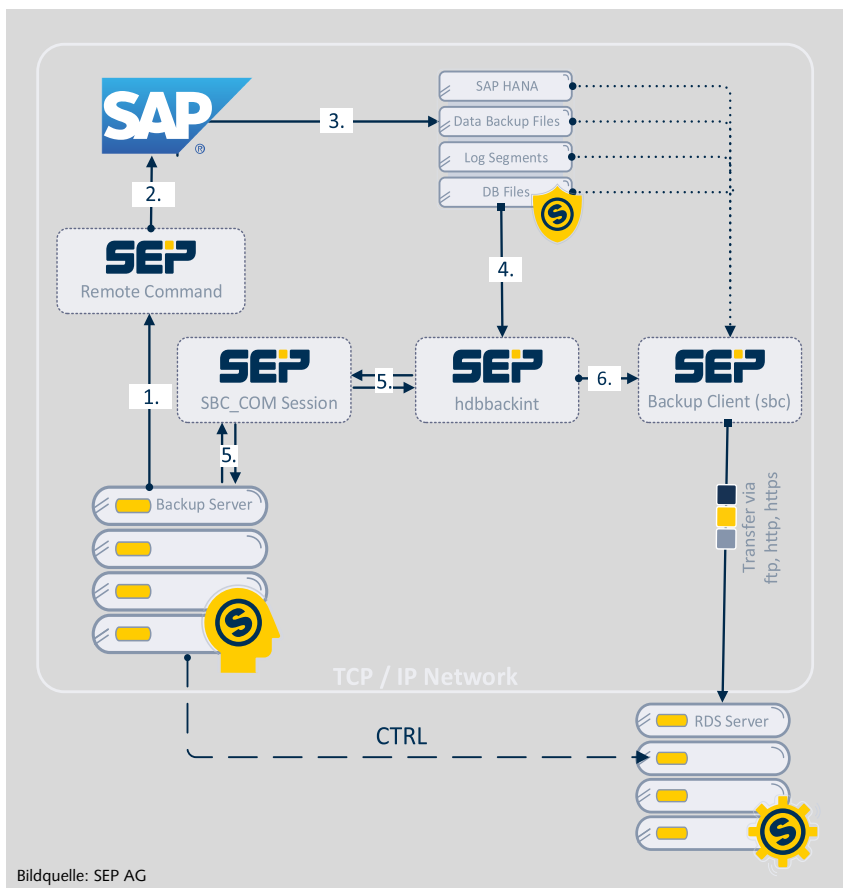 SAP
®
3.
SAP HANA
Data Backup Files
Log Segments
DB Files
S
2.
SEP
Remote Command
4.
1.
SEP
SBC_COM Session
5.
SEP
hdbbackint
6.
SEP
Backup Client (sbc)
5.
Backup Server
S
Transfer via
ftp, http, https
TCP / IP Network
CTRL
RDS Server
S
Bildquelle: SEP AG